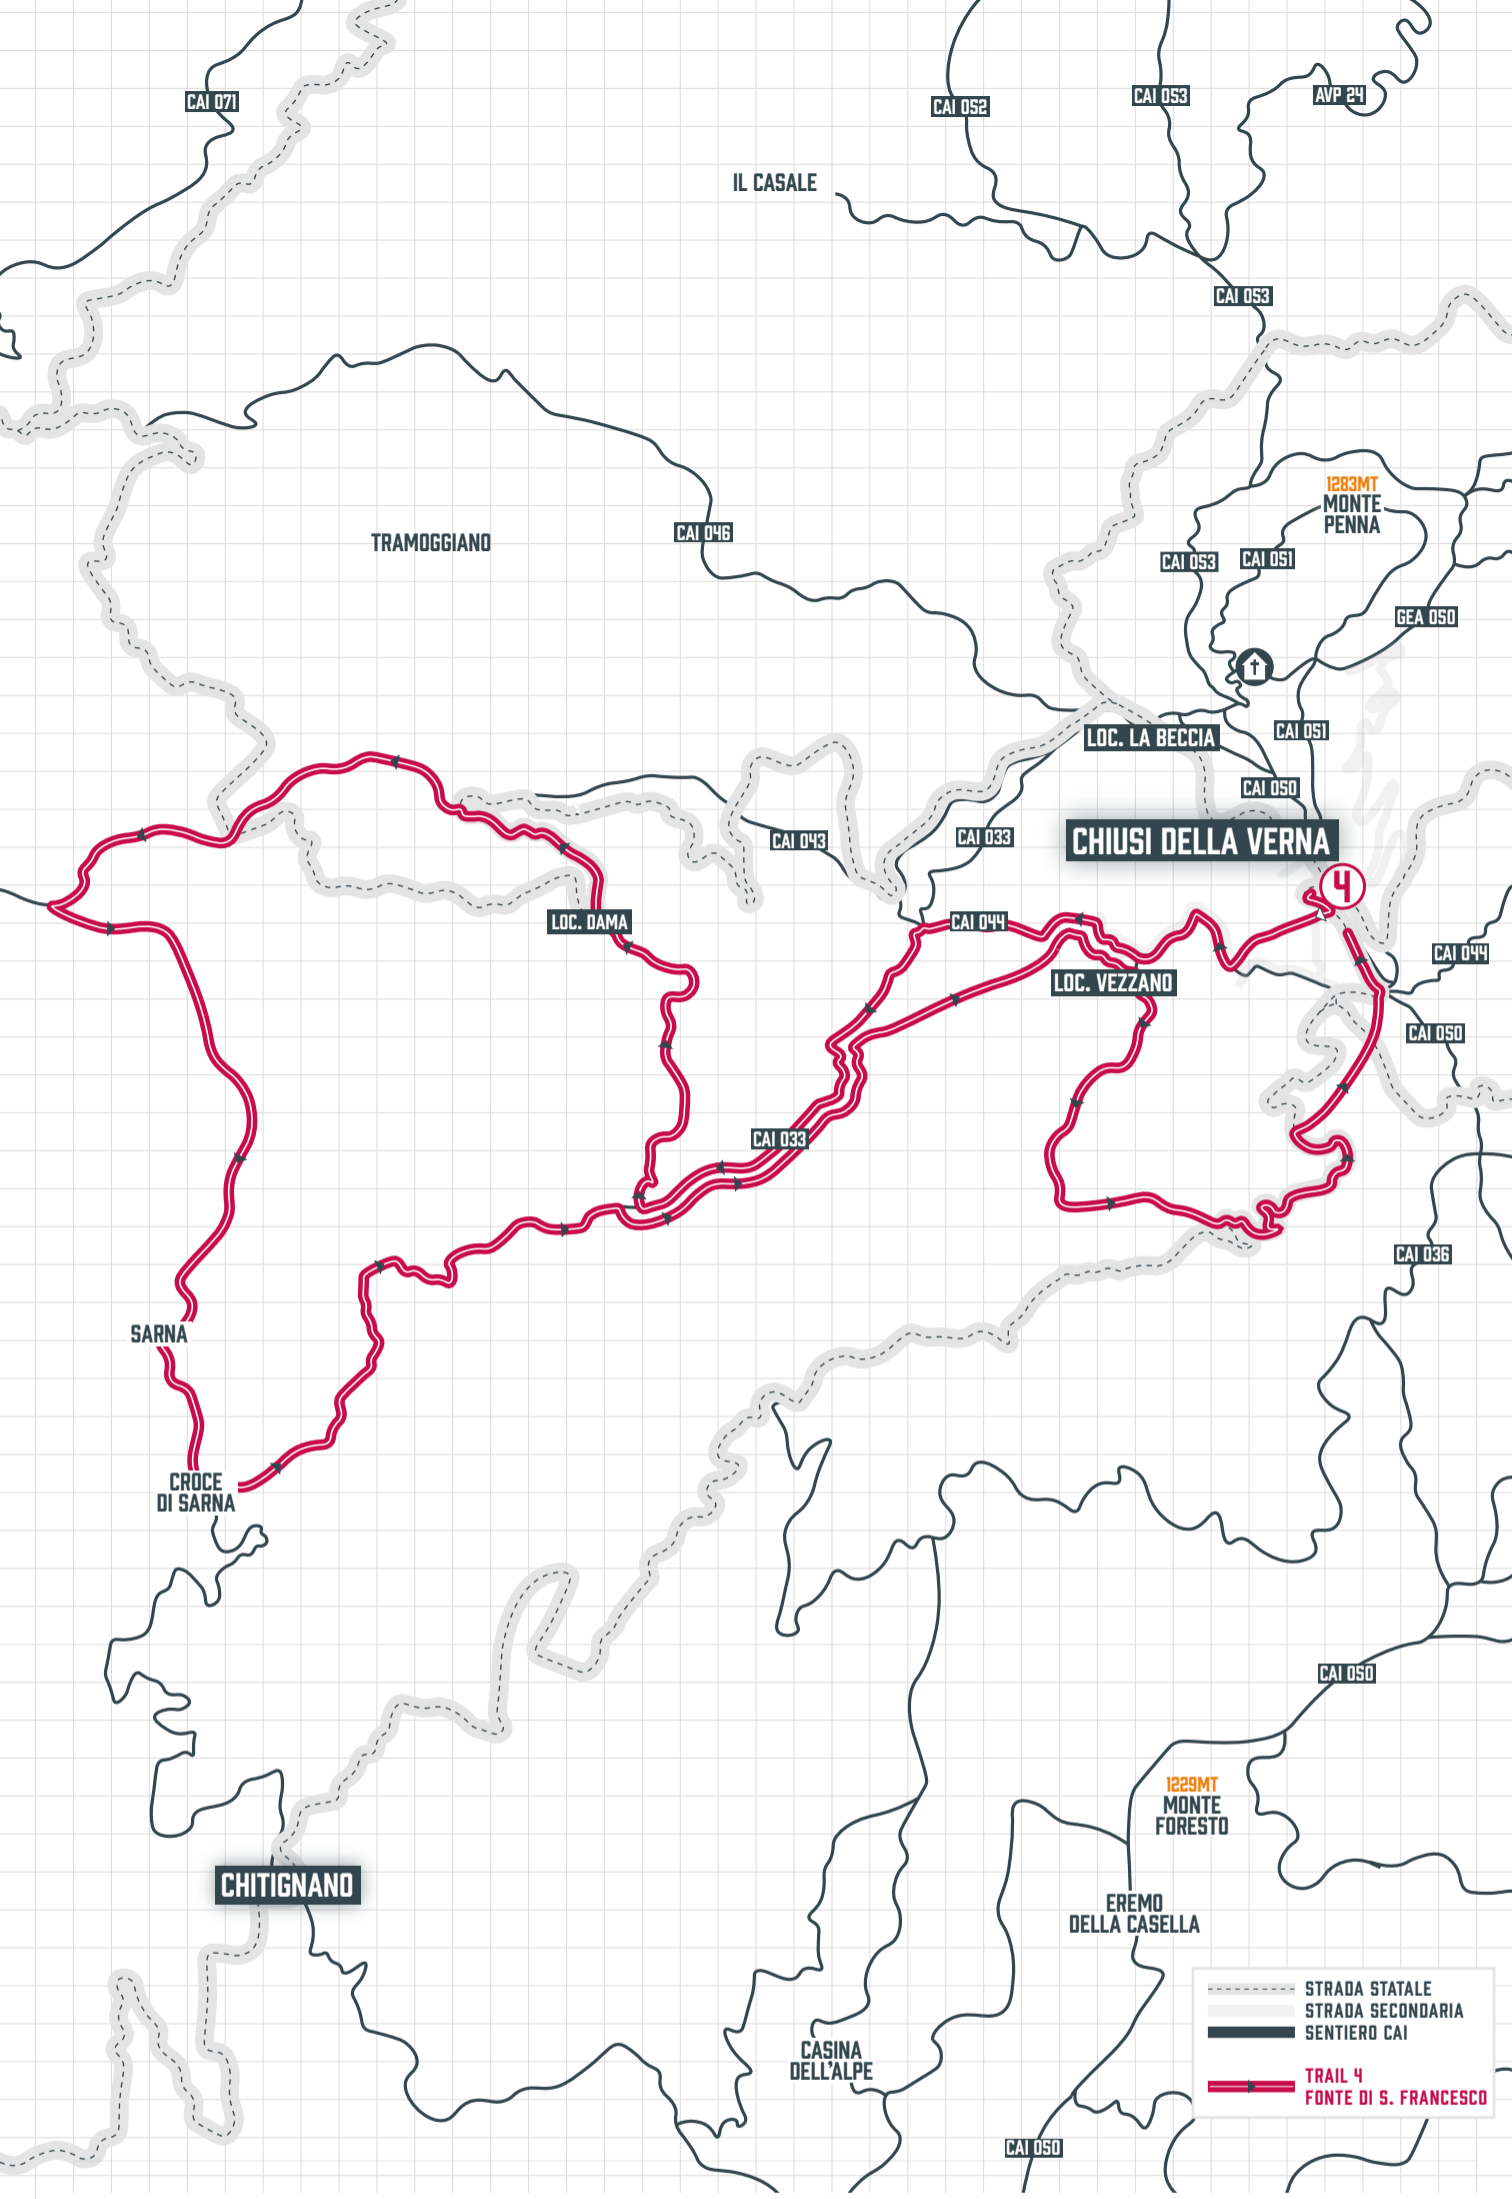 CAI 071
CAI 052
CAI 053
AVP 24
IL CASALE
CAI 053
1283MT
MONTE
PENNA
TRAMOGGIANO
CAI 046
CAI 053
CAI 051
GEA 050
LOC. LA BECCIA
CAI 051
CAI 050
CAI 043
CAI 033
CHIUSI DELLA VERNA
4
LOC. DAMA
CAI 044
CAI 044
LOC. VEZZANO
CAI 050
CAI 033
CAI 036
SARNA
CROCE
DI SARNA
CAI 050
1229MT
MONTE
FORESTO
CHITIGNANO
EREMO
DELLA CASELLA
CASINA
DELL'ALPE
CAI 050
STRADA STATALE
STRADA SECONDARIA
SENTIERO CAI
TRAIL 4
FONTE DI S. FRANCESCO